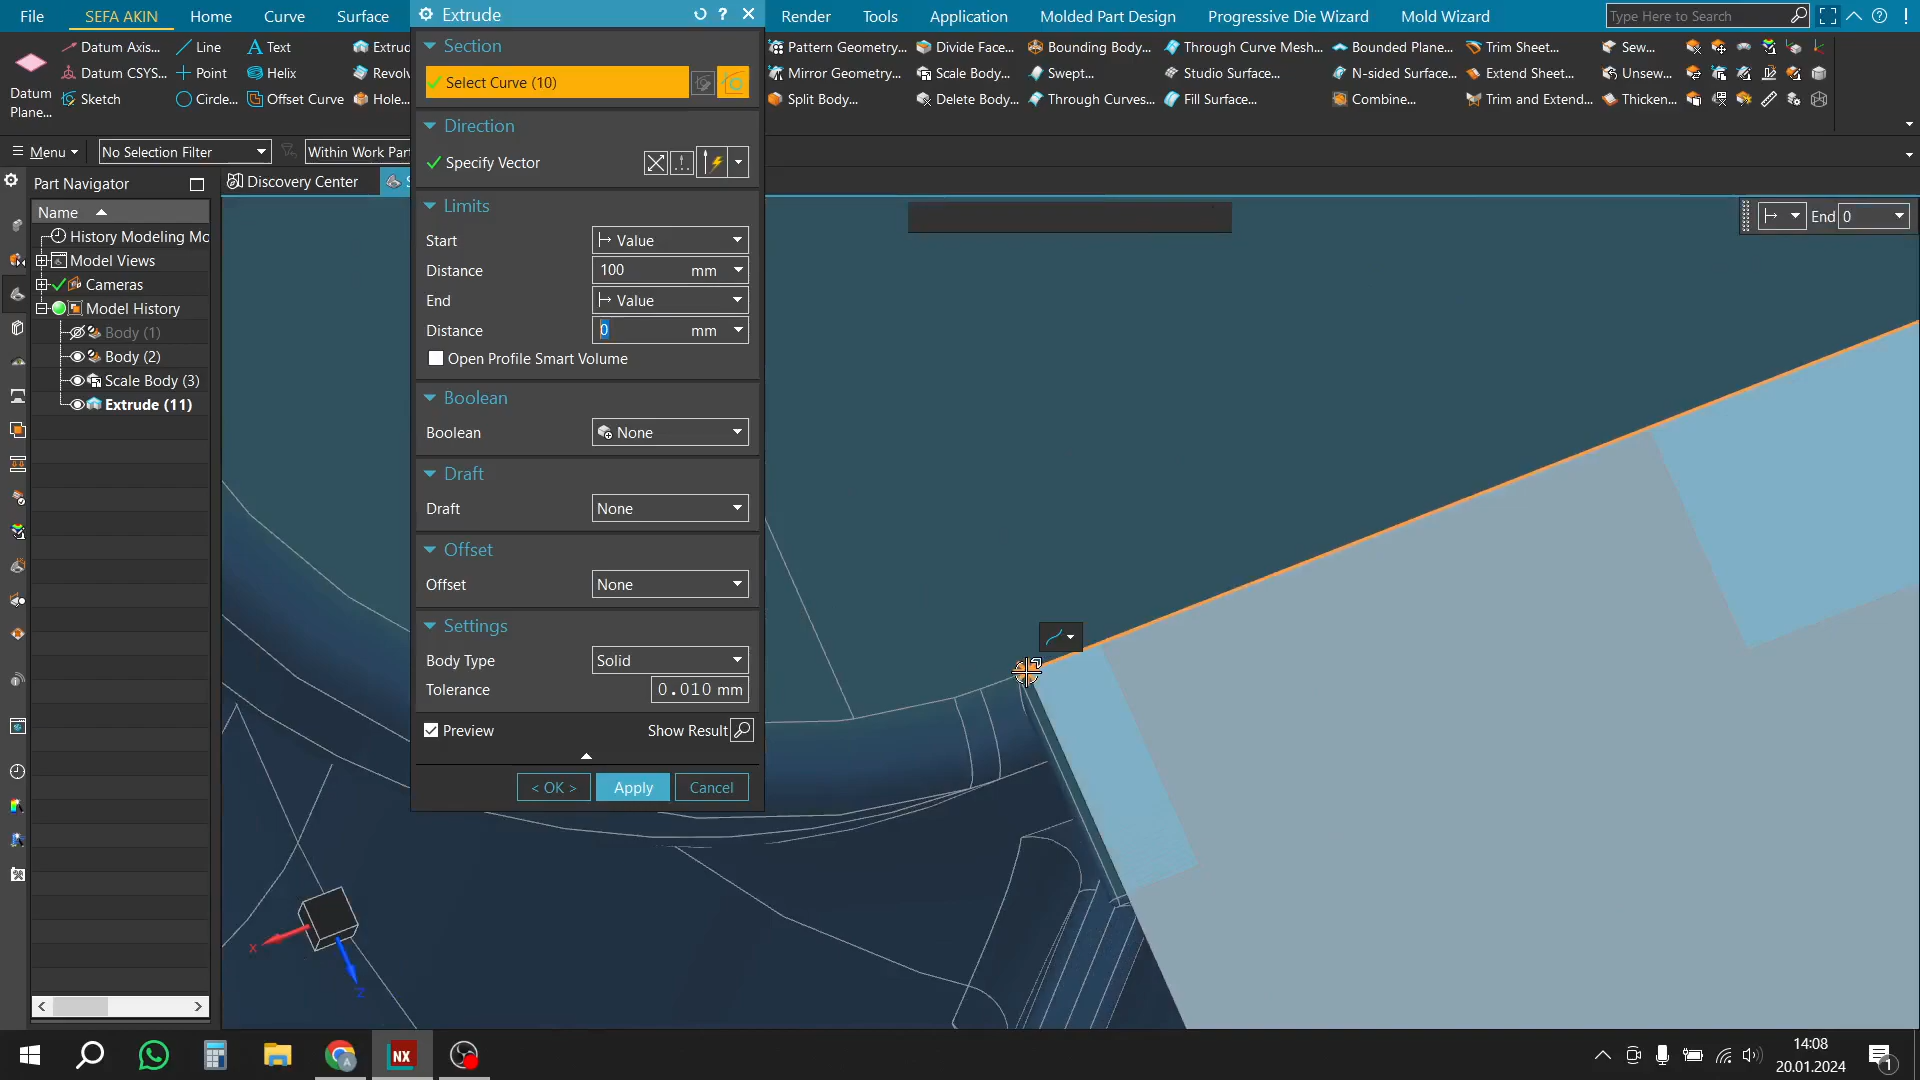 File
SEFA AKIN
Home
Curve
Surface
Extrude
Render
Tools
Application
Molded Part Design
Progressive Die Wizard
Mold Wizard
Type Here to Search
Datum Plane...
Datum Axis...
Line
Text
Extrud
Datum CSYS...
Point
Helix
Revolv
Sketch
Circle...
Offset Curve
Hole...
Pattern Geometry...
Divide Face...
Bounding Body...
Through Curve Mesh...
Bounded Plane...
Trim Sheet...
Sew...
Mirror Geometry...
Scale Body...
Swept...
Studio Surface...
N-sided Surface...
Extend Sheet...
Unsew...
Split Body...
Delete Body...
Through Curves...
Fill Surface...
Combine...
Trim and Extend...
Thicken...
Menu
No Selection Filter
Within Work Part
Part Navigator
Discovery Center
Name
History Modeling Mo
Model Views
Cameras
Model History
Body (1)
Body (2)
Scale Body (3)
Extrude (11)
Section
Select Curve (10)
Direction
Specify Vector
Limits
Start
Value
Distance
100 mm
End
Value
Distance
0 mm
Open Profile Smart Volume
Boolean
Boolean
None
Draft
Draft
None
Offset
Offset
None
Settings
Body Type
Solid
Tolerance
0.010 mm
Preview
Show Result
< OK >
Apply
Cancel
End 0
X
Z
NX
14:08
20.01.2024
1